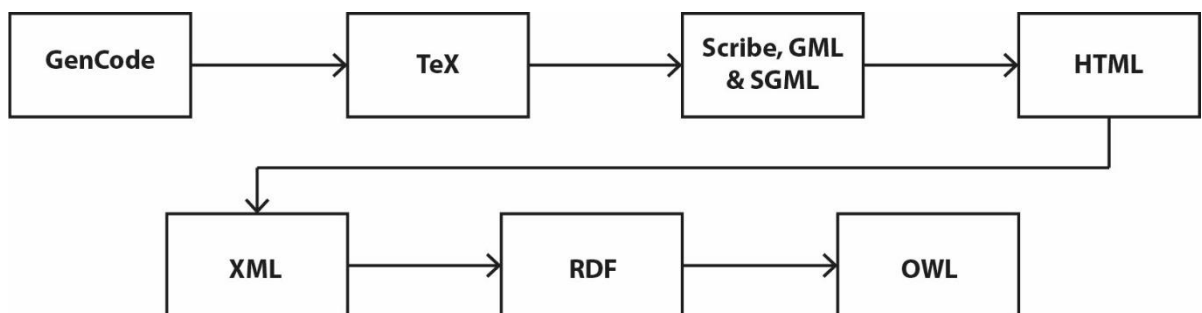 GenCode
TeX
Scribe, GML
& SGML
HTML
XML
RDF
OWL